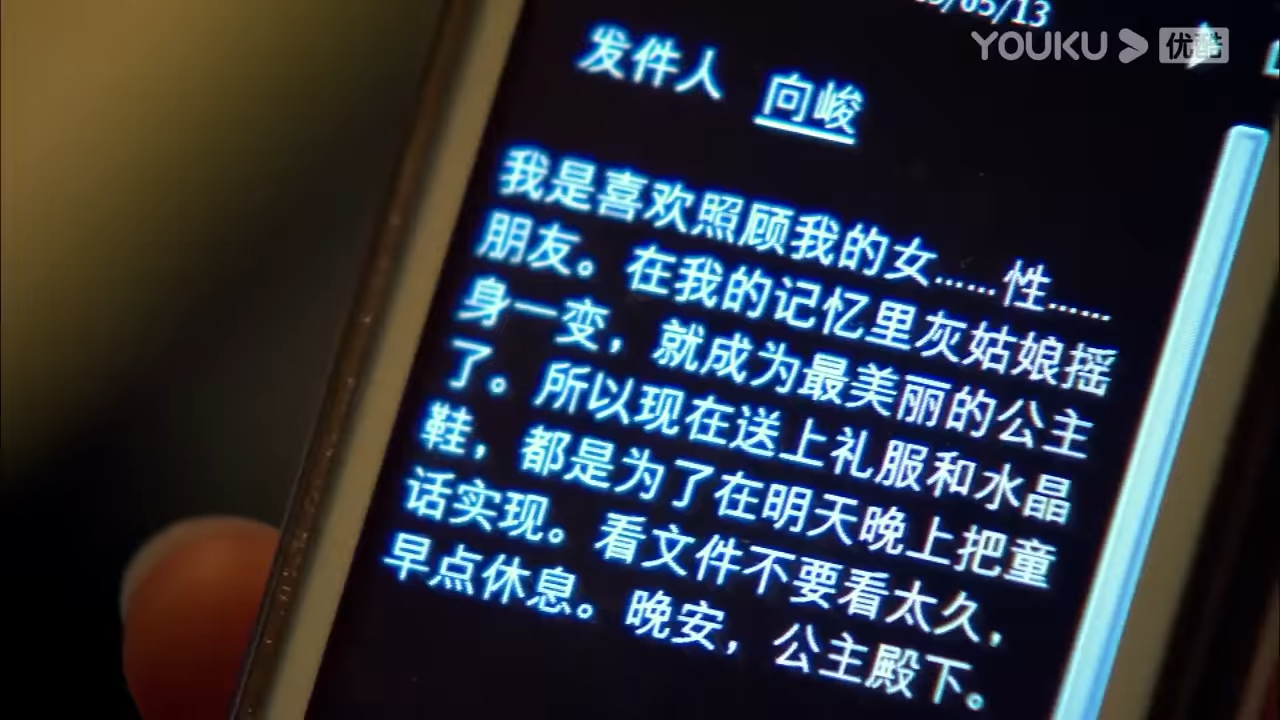 /05/13
YOUKU 优酷
发件人 向峻
我是喜欢照顾我的女……性……
朋友。在我的记忆里灰姑娘摇
身一变，就成为最美丽的公主
了。所以现在送上礼服和水晶
鞋，都是为了在明天晚上把童
话实现。看文件不要看太久，
早点休息。晚安，公主殿下。